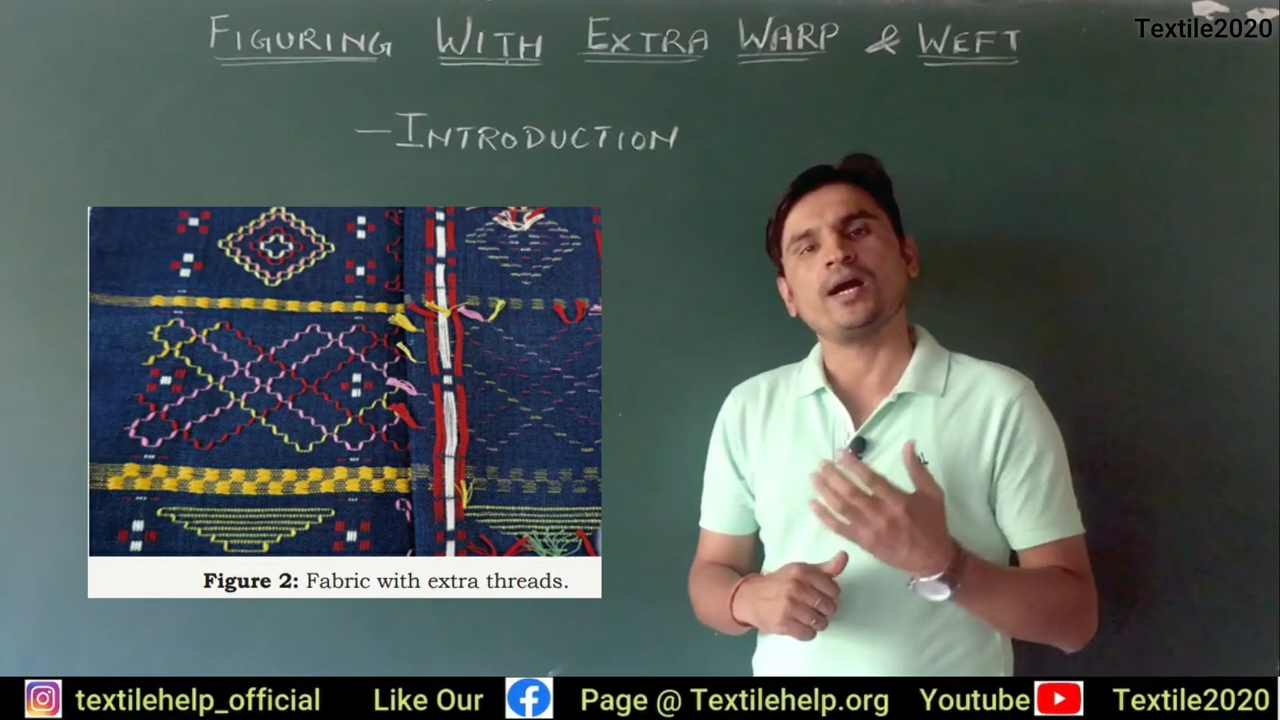 FIGURING WITH EXTRA WARP & WEFT
Textile2020
— INTRODUCTION
Figure 2: Fabric with extra threads.
textilehelp_official Like Our Page @ Textilehelp.org Youtube Textile2020